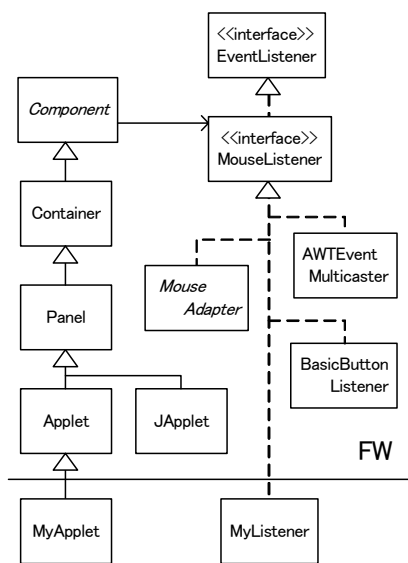 <<interface>>
EventListener
Component
<<interface>>
MouseListener
Container
AWTEvent
Multicaster
Mouse
Adapter
Panel
BasicButton
Listener
Applet
JApplet
FW
MyApplet
MyListener